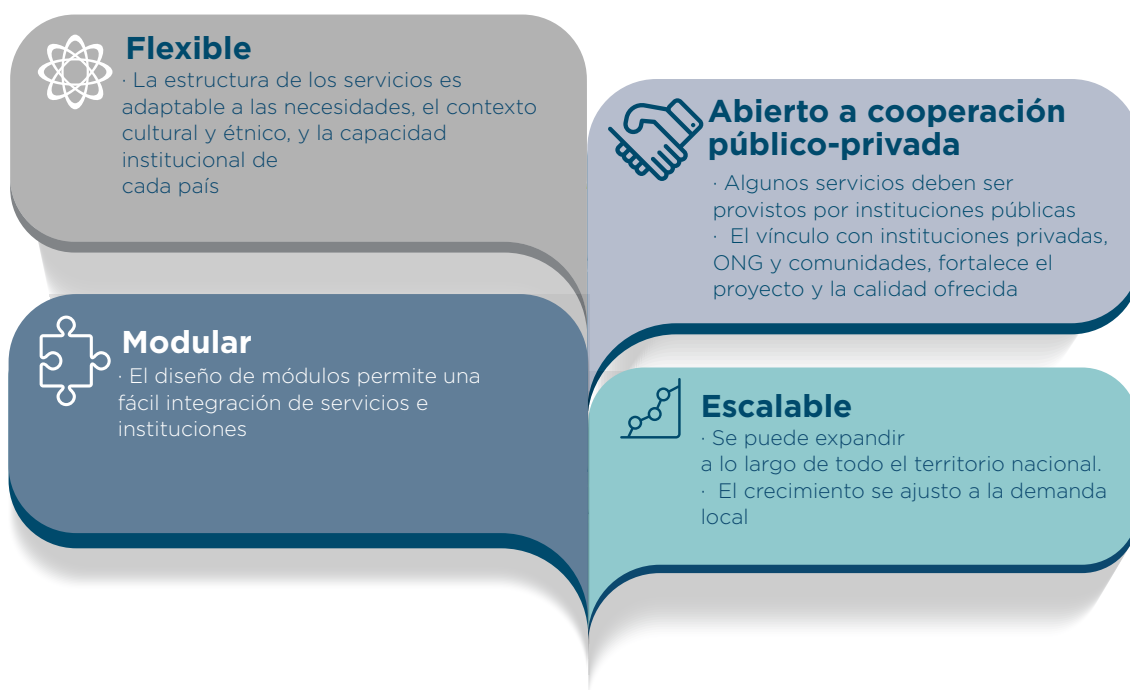 Flexible
· La estructura de los servicios es
adaptable a las necesidades, el contexto
cultural y étnico, y la capacidad
institucional de
cada país
Abierto a cooperación
público-privada
· Algunos servicios deben ser
provistos por instituciones públicas
· El vínculo con instituciones privadas,
ONG y comunidades, fortalece el
proyecto y la calidad ofrecida
Modular
· El diseño de módulos permite una
fácil integración de servicios e
instituciones
Escalable
· Se puede expandir
a lo largo de todo el territorio nacional.
· El crecimiento se ajusto a la demanda
local